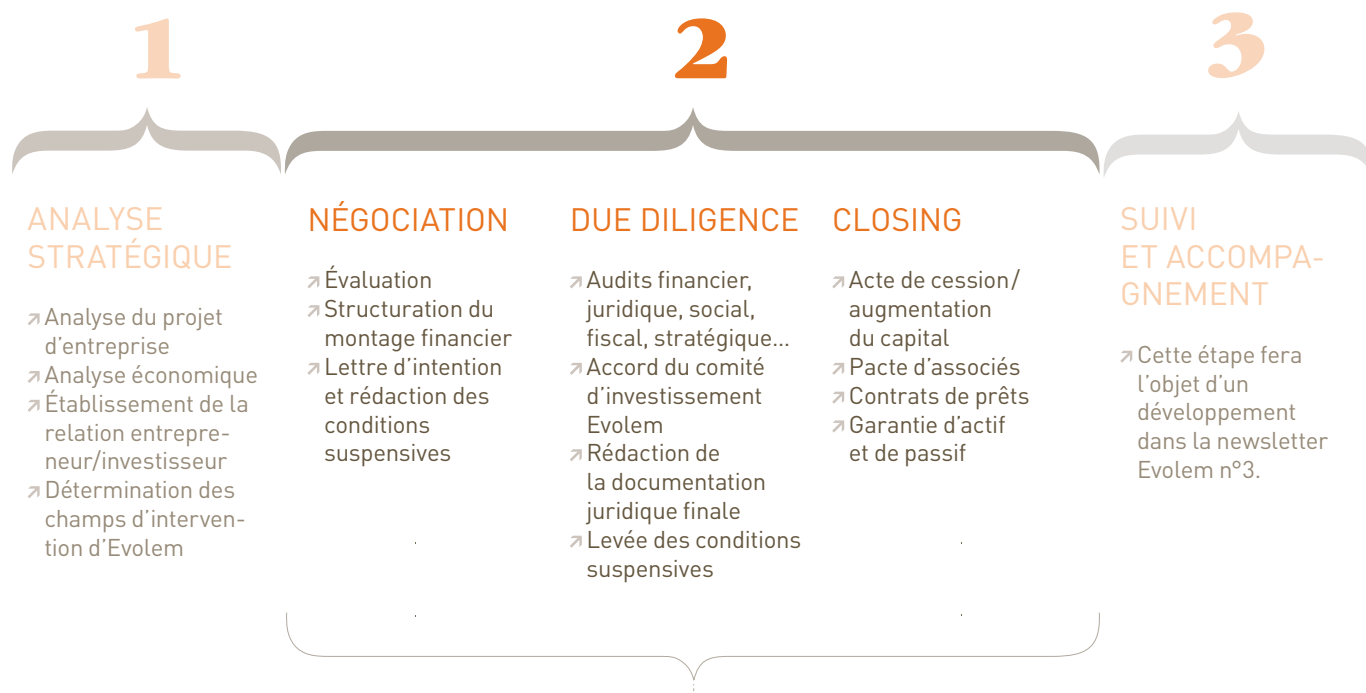 1
2
3
ANALYSE
STRATÉGIQUE
Analyse du projet
d'entreprise
Analyse économique
Établissement de la
relation entrepre-
neur/investisseur
Détermination des
champs d'interven-
tion d'Evolem
NÉGOCIATION
Évaluation
Structuration du
montage financier
Lettre d'intention
et rédaction des
conditions
suspensives
DUE DILIGENCE
Audits financier,
juridique, social,
fiscal, stratégique...
Accord du comité
d'investissement
Evolem
Rédaction de
la documentation
juridique finale
Levée des conditions
suspensives
CLOSING
Acte de cession/
augmentation
du capital
Pacte d'associés
Contrats de prêts
Garantie d'actif
et de passif
SUIVI
ET ACCOMPA-
GNEMENT
Cette étape fera
l'objet d'un
développement
dans la newsletter
Evolem n°3.